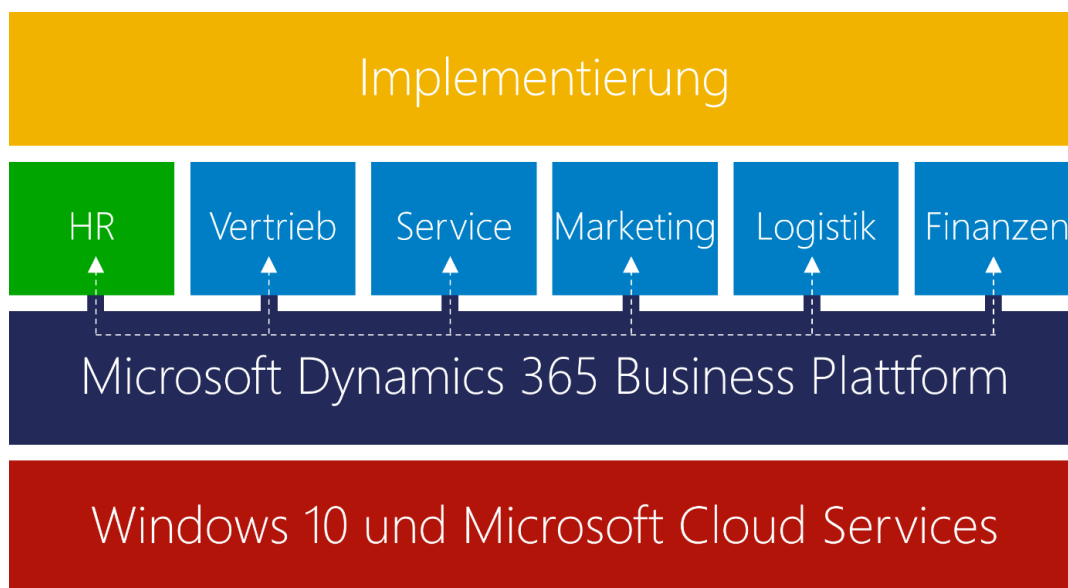 Implementierung
HR
Vertrieb
Service
Marketing
Logistik
Finanzen
Microsoft Dynamics 365 Business Plattform
Windows 10 und Microsoft Cloud Services